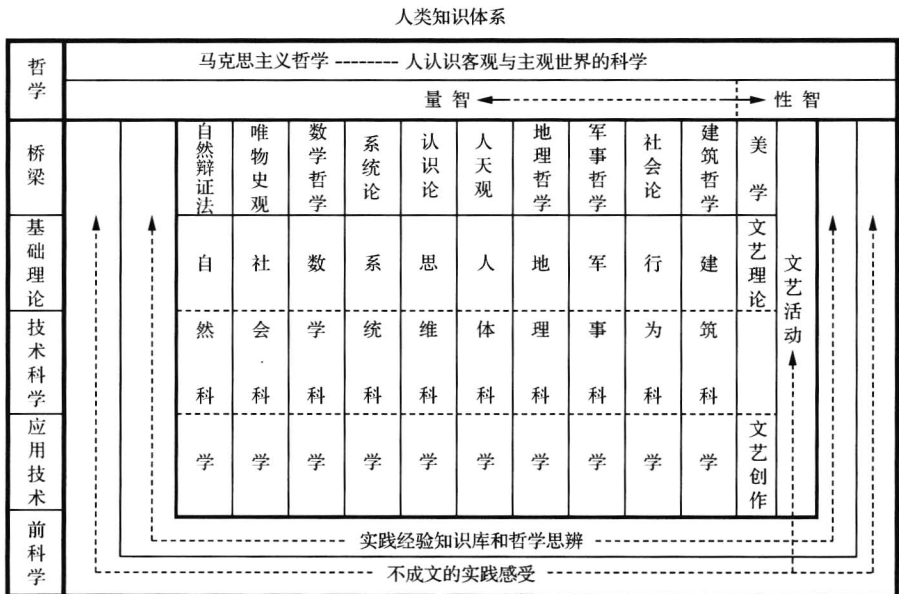 人类知识体系
哲学
马克思主义哲学 -------- 人认识客观与主观世界的科学
量智
性智
桥梁
自然辩证法
唯物史观
数学哲学
系统论
认识论
人天观
地理哲学
军事哲学
社会论
建筑哲学
美学
基础理论
技术科学
应用技术
前科学
自然科学
社会科学
数学科学
系统科学
思维科学
人体科学
地理科学
军事科学
行为科学
建筑科学
文艺理论
文艺创作
文艺活动
实践经验知识库和哲学思辨
不成文的实践感受